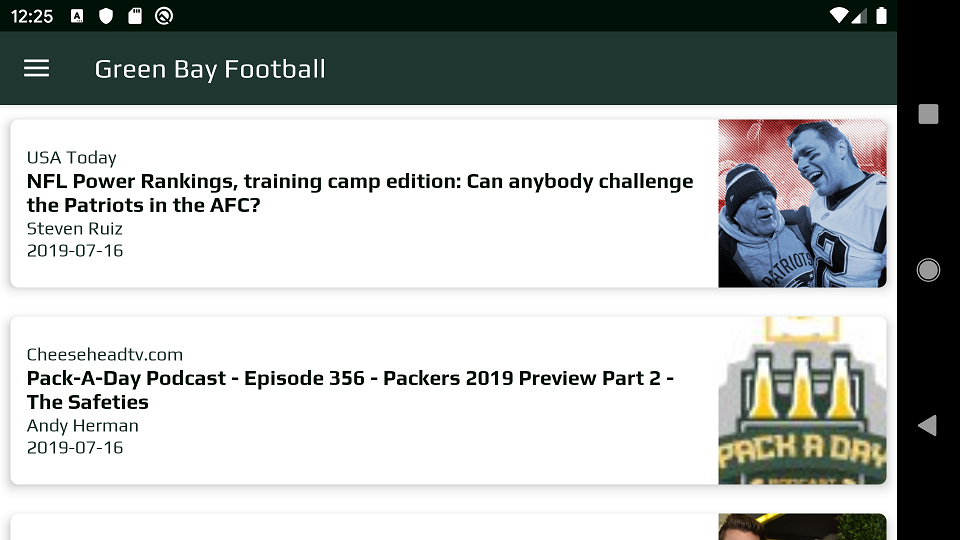 12:25
Green Bay Football
USA Today
NFL Power Rankings, training camp edition: Can anybody challenge
the Patriots in the AFC?
Steven Ruiz
2019-07-16
PATRIOTS
2
Cheeseheadtv.com
Pack-A-Day Podcast - Episode 356 - Packers 2019 Preview Part 2 -
The Safeties
Andy Herman
2019-07-16
PACK A DAY
PODCAST